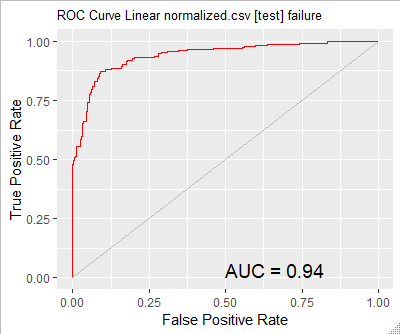 ROC Curve Linear normalized.csv [test] failure
1.00
0.75
0.50
0.25
0.00
True Positive Rate
AUC = 0.94
0.00 0.25 0.50 0.75 1.00
False Positive Rate